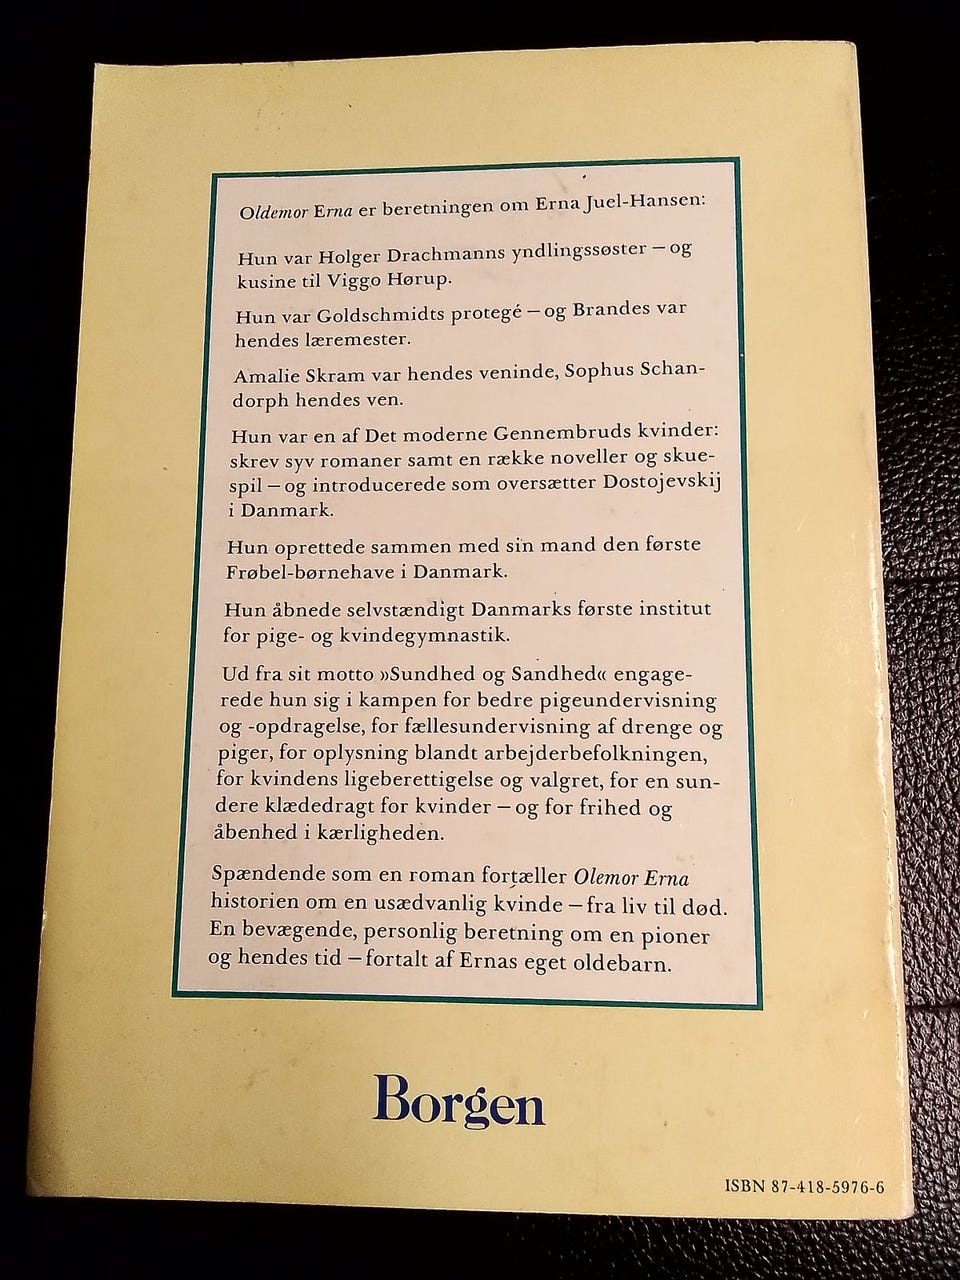 Oldemor Erna er beretningen om Erna Juel-Hansen:
Hun var Holger Drachmanns yndlingssøster – og
kusine til Viggo Hørup.
Hun var Goldschmidts protegé – og Brandes var
hendes læremester.
Amalie Skram var hendes veninde, Sophus Schan-
dorph hendes ven.
Hun var en af Det moderne Gennembruds kvinder:
skrev syv romaner samt en række noveller og skue-
spil – og introducerede som oversætter Dostojevskij
i Danmark.
Hun oprettede sammen med sin mand den første
Frøbel-børnehave i Danmark.
Hun åbnede selvstændigt Danmarks første institut
for pige- og kvindegymnastik.
Ud fra sit motto »Sundhed og Sandhed« engage-
rede hun sig i kampen for bedre pigeundervisning
og -opdragelse, for fællesundervisning af drenge og
piger, for oplysning blandt arbejderbefolkningen,
for kvindens ligeberettigelse og valgret, for en sun-
dere klædedragt for kvinder – og for frihed og
åbenhed i kærligheden.
Spændende som en roman fortæller Olemor Erna
historien om en usædvanlig kvinde – fra liv til død.
En bevægende, personlig beretning om en pioner
og hendes tid – fortalt af Ernas eget oldebarn.
Borgen
ISBN 87-418-5976-6